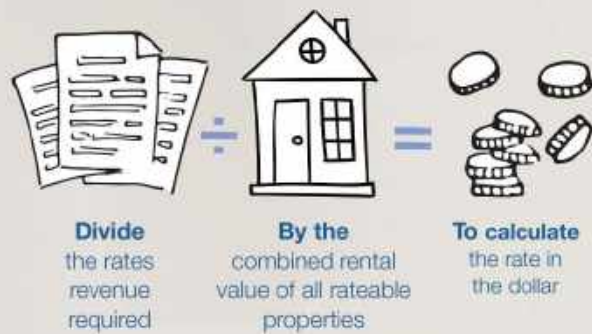 ÷
=
Divide
the rates
revenue
required
By the
combined rental
value of all rateable
properties
To calculate
the rate in
the dollar